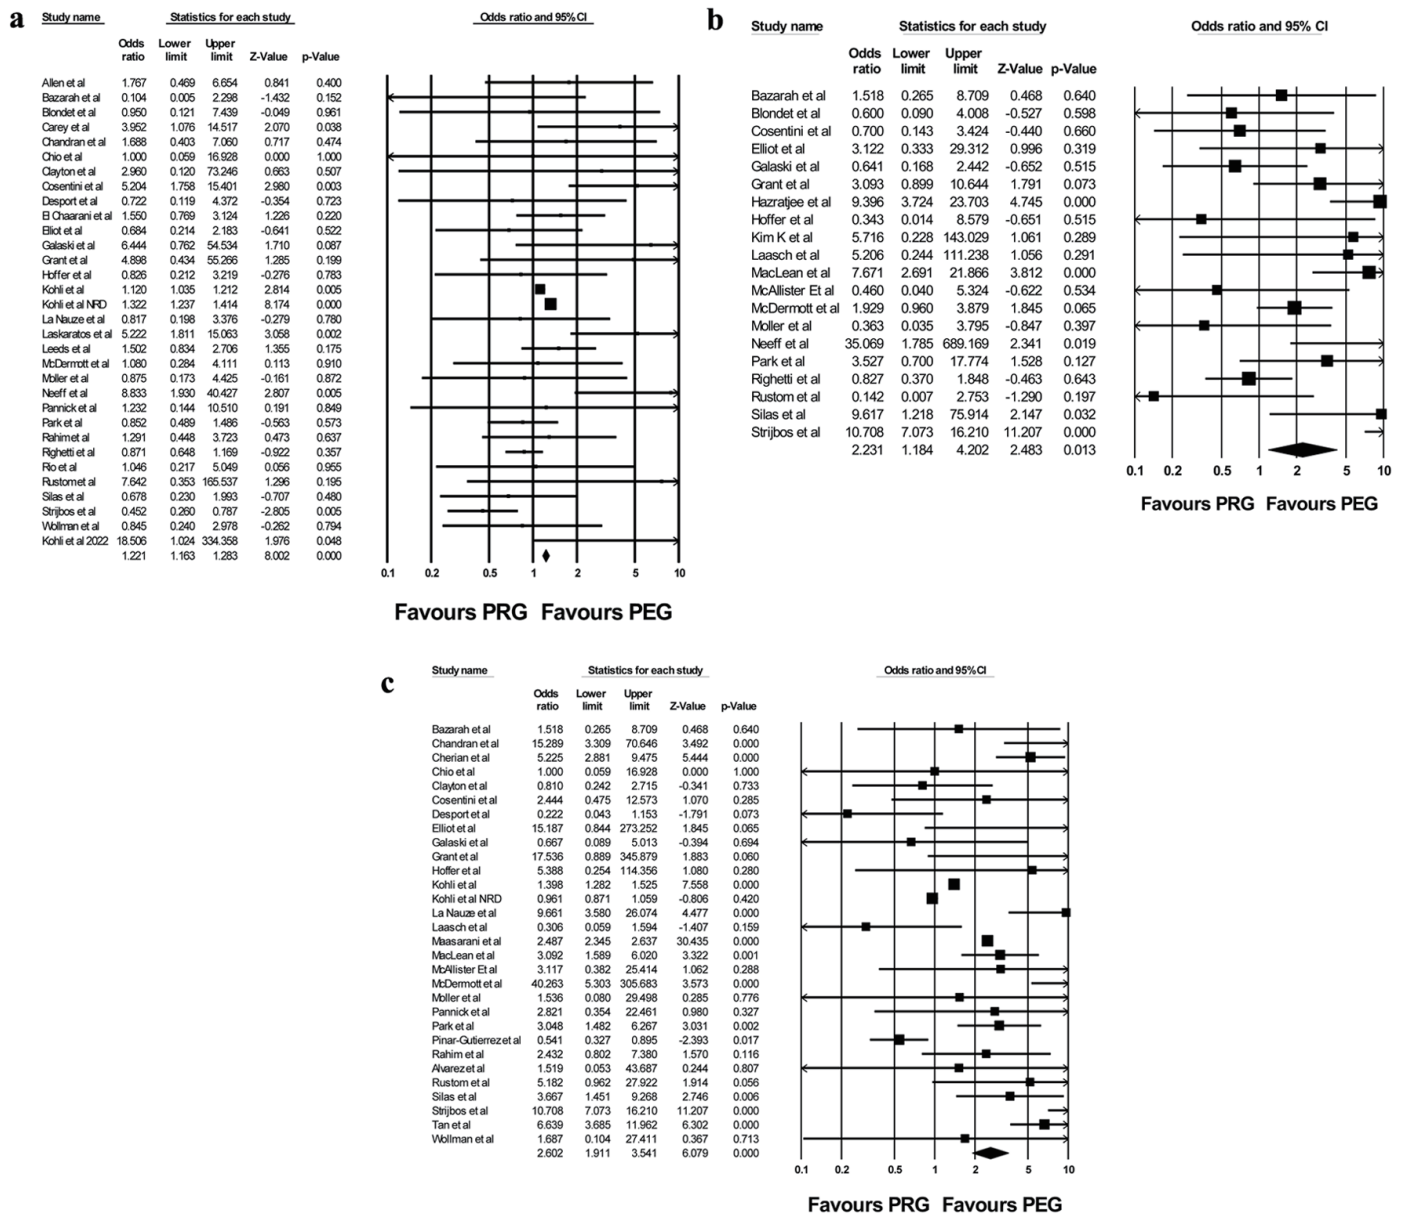 a
Study name Statistics for each study Odds ratio and 95% CI
Odds ratio Lower limit Upper limit Z-Value p-Value
Allen et al 1.767 0.469 6.654 0.841 0.400
Bazarah et al 0.104 0.005 2.298 -1.432 0.152
Blondet et al 0.950 0.121 7.439 -0.049 0.961
Carey et al 3.952 1.076 14.517 2.070 0.038
Chandran et al 1.688 0.403 7.060 0.717 0.474
Chio et al 1.000 0.059 16.928 0.000 1.000
Clayton et al 2.960 0.120 73.246 0.663 0.507
Cosentini et al 5.204 1.758 15.401 2.980 0.003
Desport et al 0.722 0.119 4.372 -0.354 0.723
El Chaarani et al 1.550 0.769 3.124 1.226 0.220
Elliot et al 0.684 0.214 2.183 -0.641 0.522
Galaski et al 6.444 0.762 54.534 1.710 0.087
Grant et al 4.898 0.434 55.266 1.285 0.199
Hoffer et al 0.826 0.212 3.219 -0.276 0.783
Kohli et al 1.120 1.035 1.212 2.814 0.005
Kohli et al NRD 1.322 1.237 1.414 8.174 0.000
La Nauze et al 0.817 0.198 3.376 -0.279 0.780
Laskaratos et al 5.222 1.811 15.063 3.058 0.002
Leeds et al 1.502 0.834 2.706 1.355 0.175
McDermott et al 1.080 0.284 4.111 0.113 0.910
Moller et al 0.875 0.173 4.425 -0.161 0.872
Neeff et al 8.833 1.930 40.427 2.807 0.005
Pannick et al 1.232 0.144 10.510 0.191 0.849
Park et al 0.852 0.489 1.486 -0.563 0.573
Rahim et al 1.291 0.448 3.723 0.473 0.637
Righetti et al 0.871 0.648 1.169 -0.922 0.357
Rio et al 1.046 0.217 5.049 0.056 0.955
Rustom et al 7.642 0.353 165.537 1.296 0.195
Silas et al 0.678 0.230 1.993 -0.707 0.480
Strijbos et al 0.452 0.260 0.787 -2.805 0.005
Wollman et al 0.845 0.240 2.978 -0.262 0.794
Kohli et al 2022 18.506 1.024 334.358 1.976 0.048
1.221 1.163 1.283 8.002 0.000
0.1 0.2 0.5 1 2 5 10
Favours PRG Favours PEG
b
Study name Statistics for each study Odds ratio and 95% CI
Odds ratio Lower limit Upper limit Z-Value p-Value
Bazarah et al 1.518 0.265 8.709 0.468 0.640
Blondet et al 0.600 0.090 4.008 -0.527 0.598
Cosentini et al 0.700 0.143 3.424 -0.440 0.660
Elliot et al 3.122 0.333 29.312 0.996 0.319
Galaski et al 0.641 0.168 2.442 -0.652 0.515
Grant et al 3.093 0.899 10.644 1.791 0.073
Hazratjee et al 9.396 3.724 23.703 4.745 0.000
Hoffer et al 0.343 0.014 8.579 -0.651 0.515
Kim K et al 5.716 0.228 143.029 1.061 0.289
Laasch et al 5.206 0.244 111.238 1.056 0.291
MacLean et al 7.671 2.691 21.866 3.812 0.000
McAllister Et al 0.460 0.040 5.324 -0.622 0.534
McDermott et al 1.929 0.960 3.879 1.845 0.065
Moller et al 0.363 0.035 3.795 -0.847 0.397
Neeff et al 35.069 1.785 689.169 2.341 0.019
Park et al 3.527 0.700 17.774 1.528 0.127
Righetti et al 0.827 0.370 1.848 -0.463 0.643
Rustom et al 0.142 0.007 2.753 -1.290 0.197
Silas et al 9.617 1.218 75.914 2.147 0.032
Strijbos et al 10.708 7.073 16.210 11.207 0.000
2.231 1.184 4.202 2.483 0.013
0.1 0.2 0.5 1 2 5 10
Favours PRG Favours PEG
c
Study name Statistics for each study Odds ratio and 95% CI
Odds ratio Lower limit Upper limit Z-Value p-Value
Bazarah et al 1.518 0.265 8.709 0.468 0.640
Chandran et al 15.289 3.309 70.646 3.492 0.000
Cherian et al 5.225 2.881 9.475 5.444 0.000
Chio et al 1.000 0.059 16.928 0.000 1.000
Clayton et al 0.810 0.242 2.715 -0.341 0.733
Cosentini et al 2.444 0.475 12.573 1.070 0.285
Desport et al 0.222 0.043 1.153 -1.791 0.073
Elliot et al 15.187 0.844 273.252 1.845 0.065
Galaski et al 0.667 0.089 5.013 -0.394 0.694
Grant et al 17.536 0.889 345.879 1.883 0.060
Hoffer et al 5.388 0.254 114.356 1.080 0.280
Kohli et al 1.398 1.282 1.525 7.558 0.000
Kohli et al NRD 0.961 0.871 1.059 -0.806 0.420
La Nauze et al 9.661 3.580 26.074 4.477 0.000
Laasch et al 0.306 0.059 1.594 -1.407 0.159
Maasarani et al 2.487 2.345 2.637 30.435 0.000
MacLean et al 3.092 1.589 6.020 3.322 0.001
McAllister Et al 3.117 0.382 25.414 1.062 0.288
McDermott et al 40.263 5.303 305.683 3.573 0.000
Moller et al 1.536 0.080 29.498 0.285 0.776
Pannick et al 2.821 0.354 22.461 0.980 0.327
Park et al 3.048 1.482 6.267 3.031 0.002
Pinar-Gutierrez et al 0.541 0.327 0.895 -2.393 0.017
Rahim et al 2.432 0.802 7.380 1.570 0.116
Alvarez et al 1.519 0.053 43.687 0.244 0.807
Rustom et al 5.182 0.962 27.922 1.914 0.056
Silas et al 3.667 1.451 9.268 2.746 0.006
Strijbos et al 10.708 7.073 16.210 11.207 0.000
Tan et al 6.639 3.685 11.962 6.302 0.000
Wollman et al 1.687 0.104 27.411 0.367 0.713
2.602 1.911 3.541 6.079 0.000
0.1 0.2 0.5 1 2 5 10
Favours PRG Favours PEG